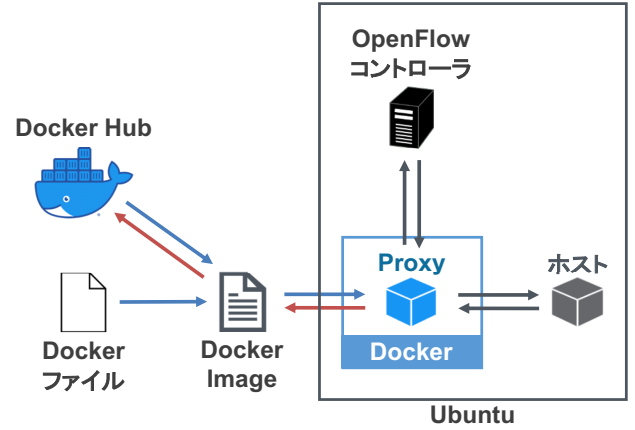 OpenFlow
コントローラ
Docker Hub
Proxy
ホスト
Docker
ファイル
Docker
Image
Docker
Ubuntu